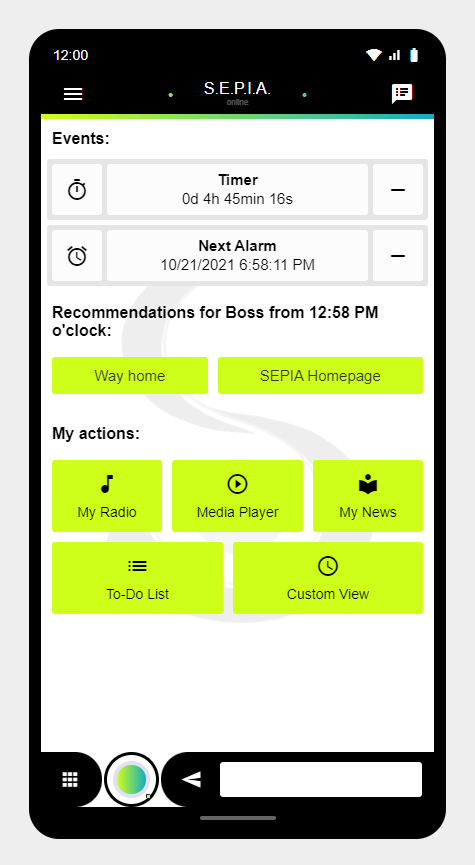 12:00
S.E.P.I.A.
online
Events:
Timer
0d 4h 45min 16s
Next Alarm
10/21/2021 6:58:11 PM
Recommendations for Boss from 12:58 PM
o'clock:
Way home
SEPIA Homepage
My actions:
My Radio
Media Player
My News
To-Do List
Custom View